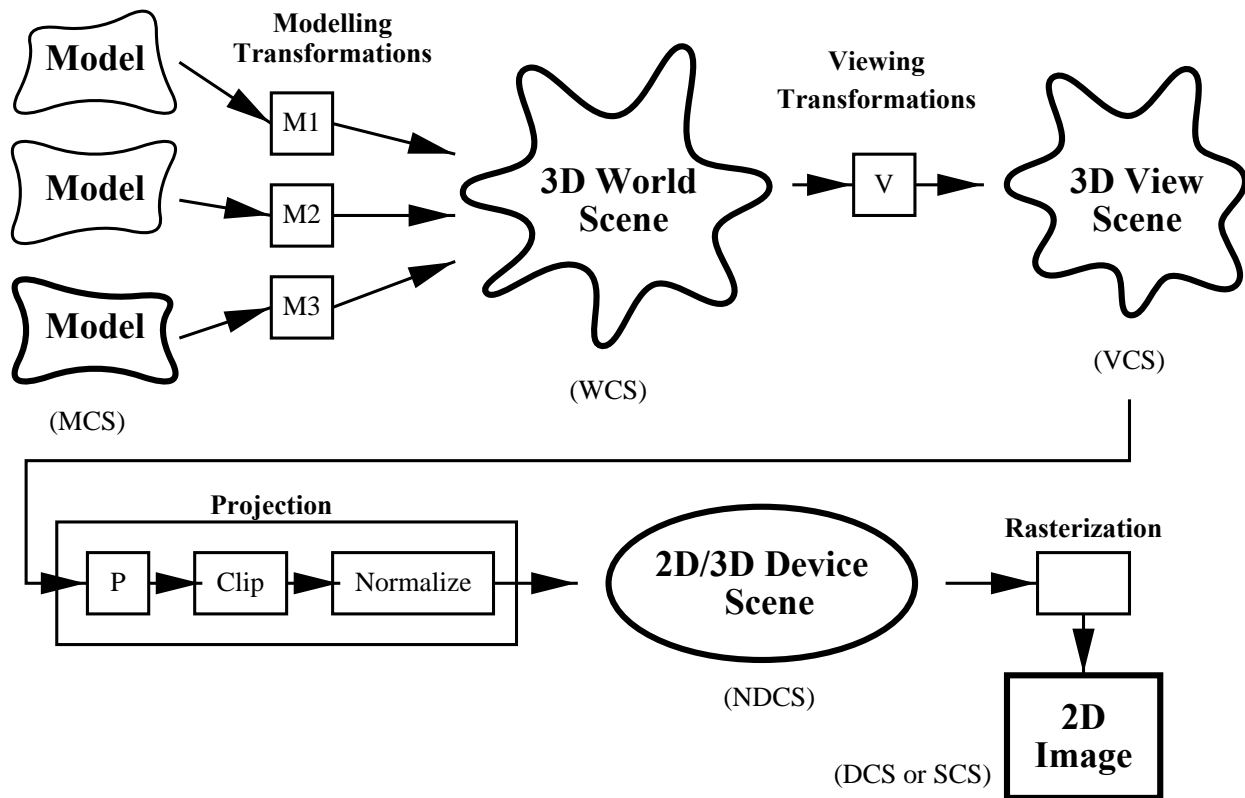 Model
Modelling
Transformations
M1
Model
M2
Model
M3
(MCS)
3D World
Scene
(WCS)
Viewing
Transformations
V
3D View
Scene
(VCS)
Projection
P
Clip
Normalize
2D/3D Device
Scene
(NDCS)
Rasterization
2D
Image
(DCS or SCS)